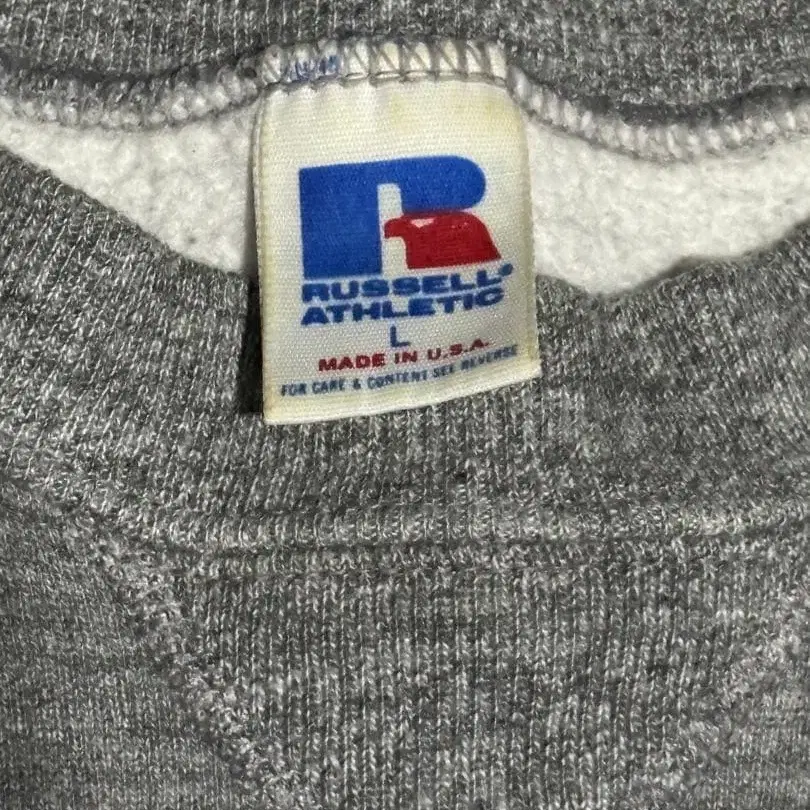 R
RUSSELL®
ATHLETIC
L
MADE IN U.S.A.
FOR CARE & CONTENT SEE REVERSE